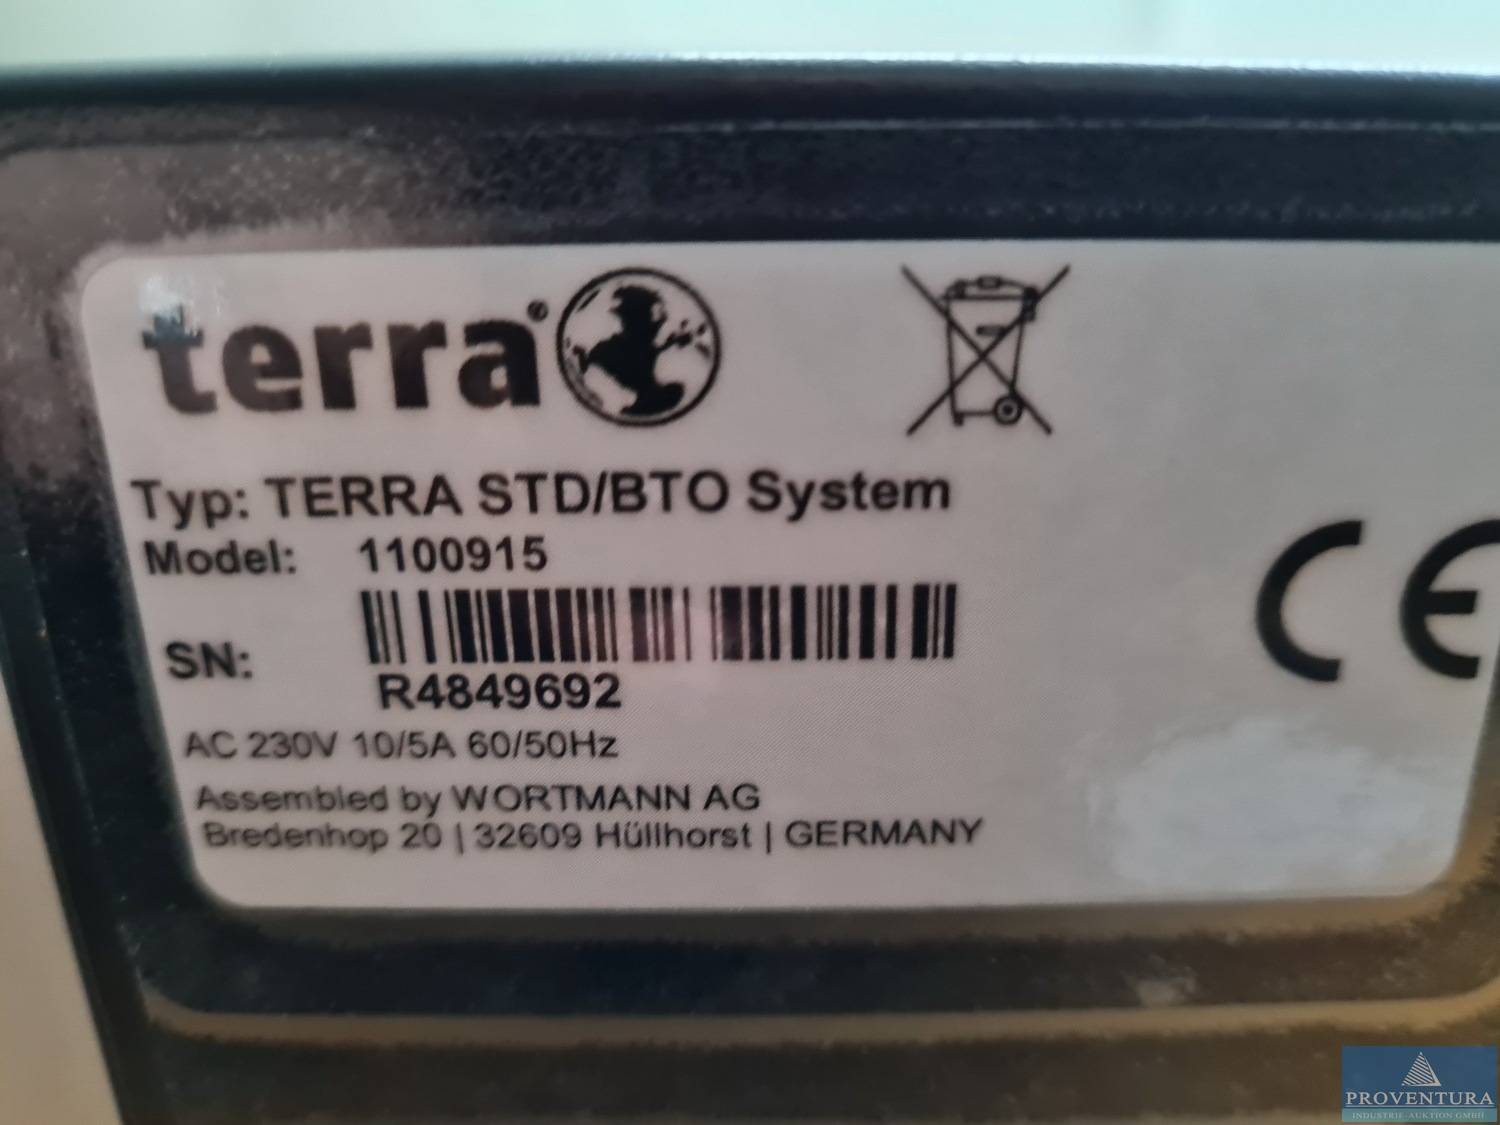 terra®
Typ: TERRA STD/BTO System
Model: 1100915
SN:
R4849692
AC 230V 10/5A 60/50Hz
Assembled by WORTMANN AG
Bredenhop 20 | 32609 Hüllhorst | GERMANY
CE
PROVENTURA
INDUSTRIE-AUKTION GMBH